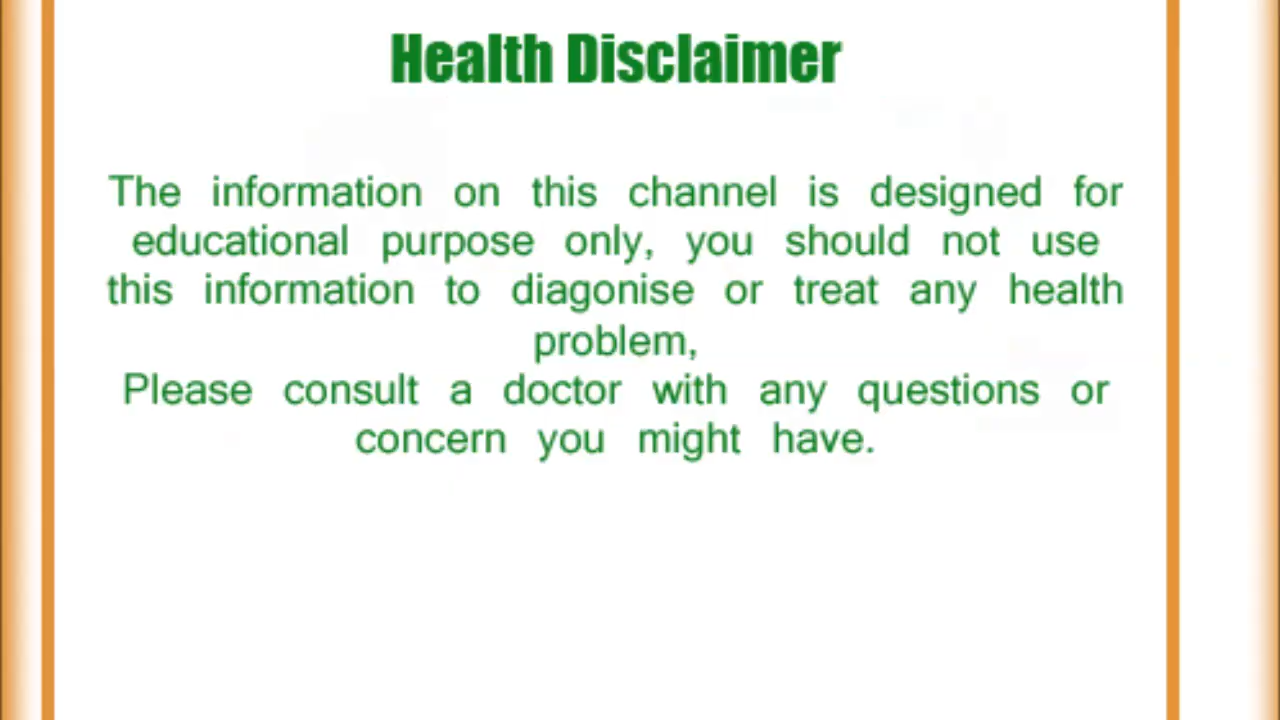 Health Disclaimer
The information on this channel is designed for
educational purpose only, you should not use
this information to diagonise or treat any health
problem,
Please consult a doctor with any questions or
concern you might have.